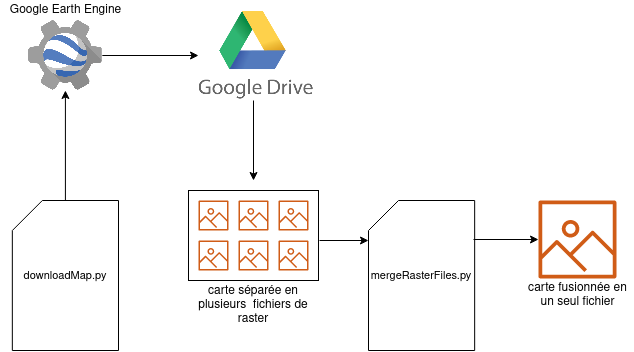 Google Earth Engine
Google Drive
downloadMap.py
carte séparée en
plusieurs fichiers de
raster
mergeRasterFiles.py
carte fusionnée en
un seul fichier